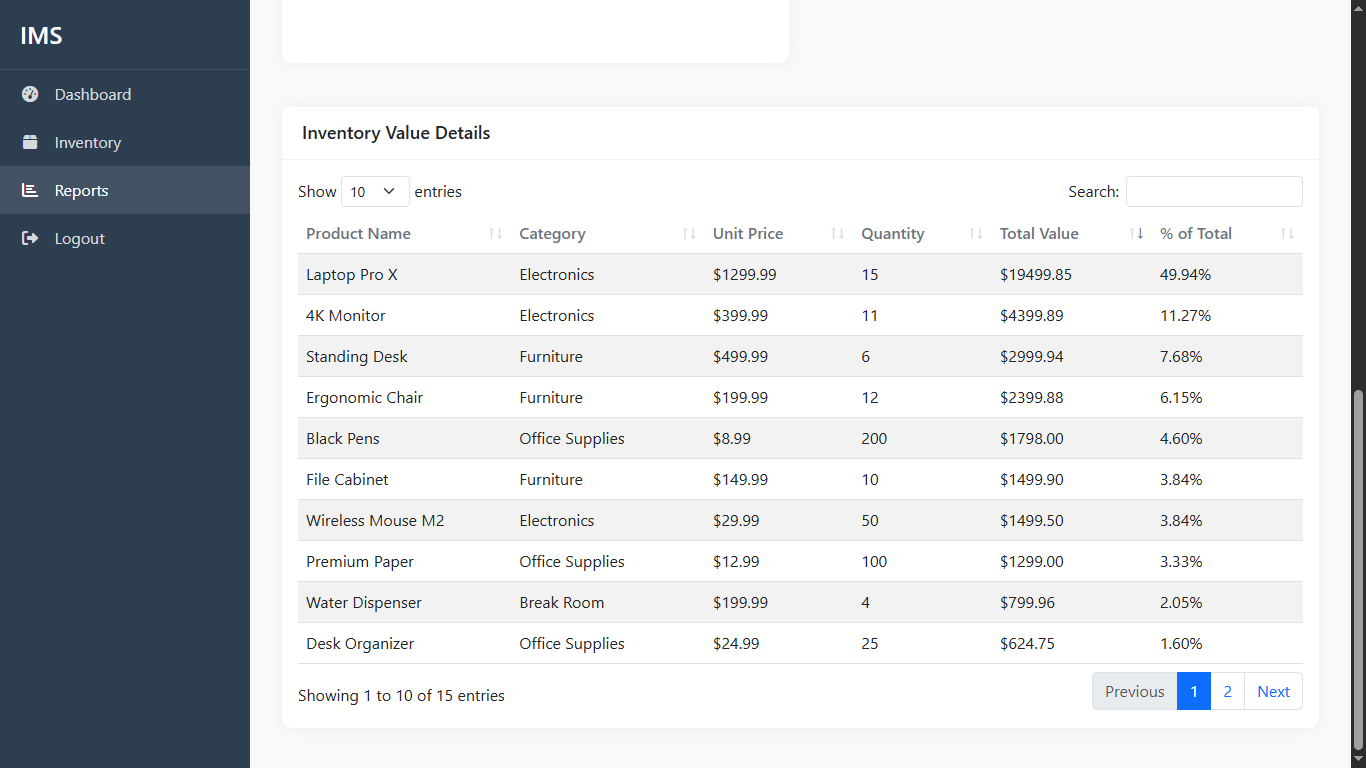 IMS
Dashboard
Inventory
Reports
Logout
Inventory Value Details
Show 10 entries Search:
Product Name Category Unit Price Quantity Total Value % of Total
Laptop Pro X Electronics $1299.99 15 $19499.85 49.94%
4K Monitor Electronics $399.99 11 $4399.89 11.27%
Standing Desk Furniture $499.99 6 $2999.94 7.68%
Ergonomic Chair Furniture $199.99 12 $2399.88 6.15%
Black Pens Office Supplies $8.99 200 $1798.00 4.60%
File Cabinet Furniture $149.99 10 $1499.90 3.84%
Wireless Mouse M2 Electronics $29.99 50 $1499.50 3.84%
Premium Paper Office Supplies $12.99 100 $1299.00 3.33%
Water Dispenser Break Room $199.99 4 $799.96 2.05%
Desk Organizer Office Supplies $24.99 25 $624.75 1.60%
Showing 1 to 10 of 15 entries Previous 1 2 Next